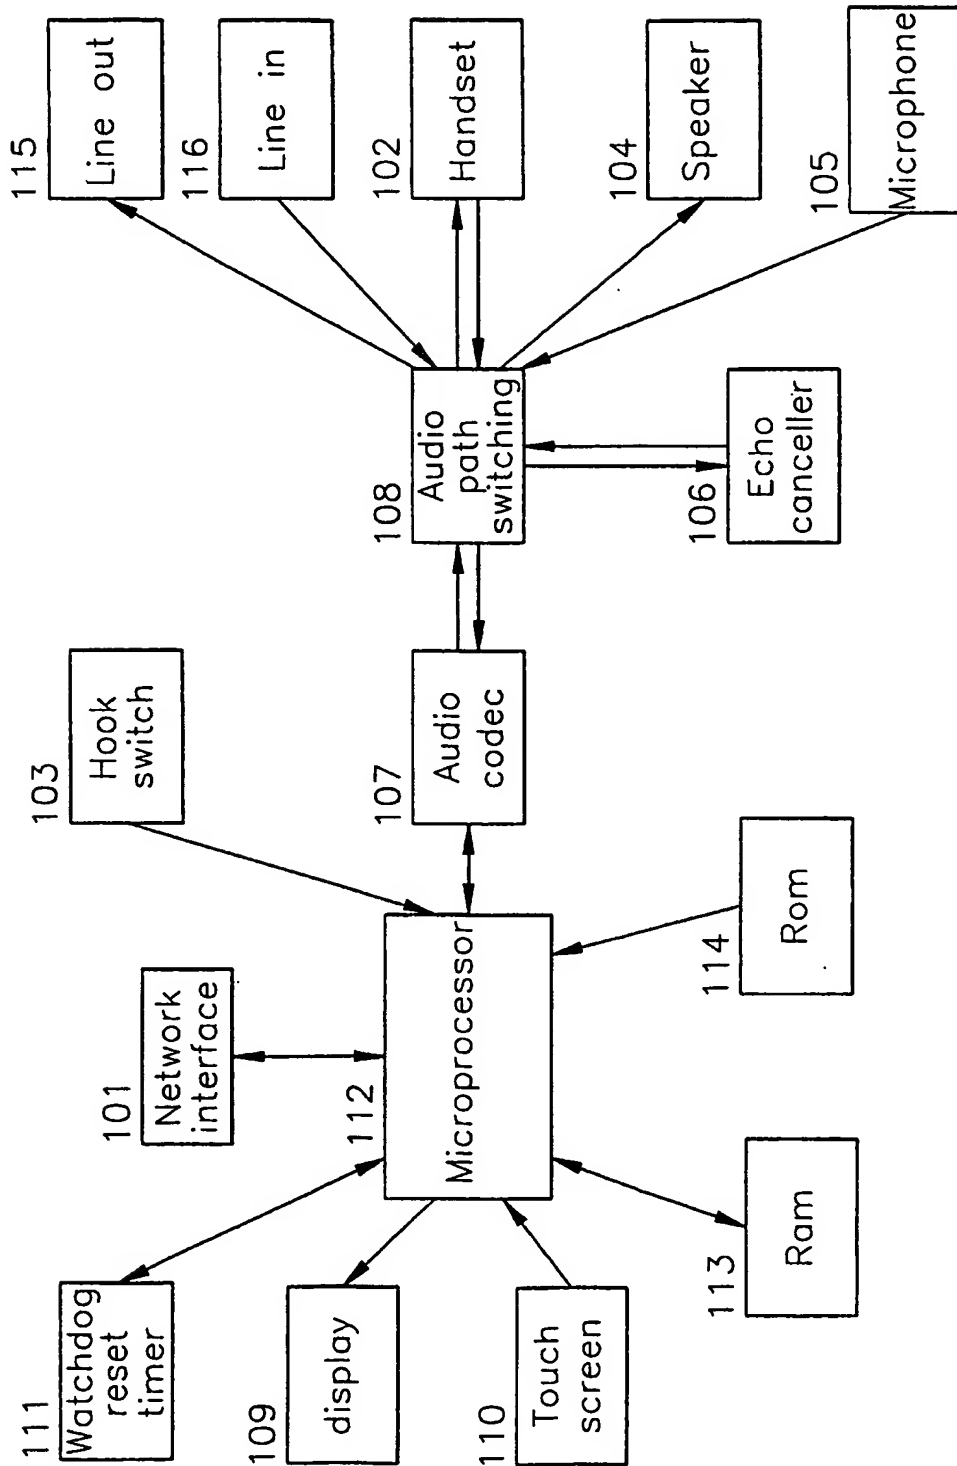 111
Watchdog
reset
timer
109
display
110
Touch
screen
101
Network
interface
112
Microprocessor
113
Ram
114
Rom
103
Hook
switch
107
Audio
codec
108
Audio
path
switching
106
Echo
canceller
115
Line out
116
Line in
102
Handset
104
Speaker
105
Microphone